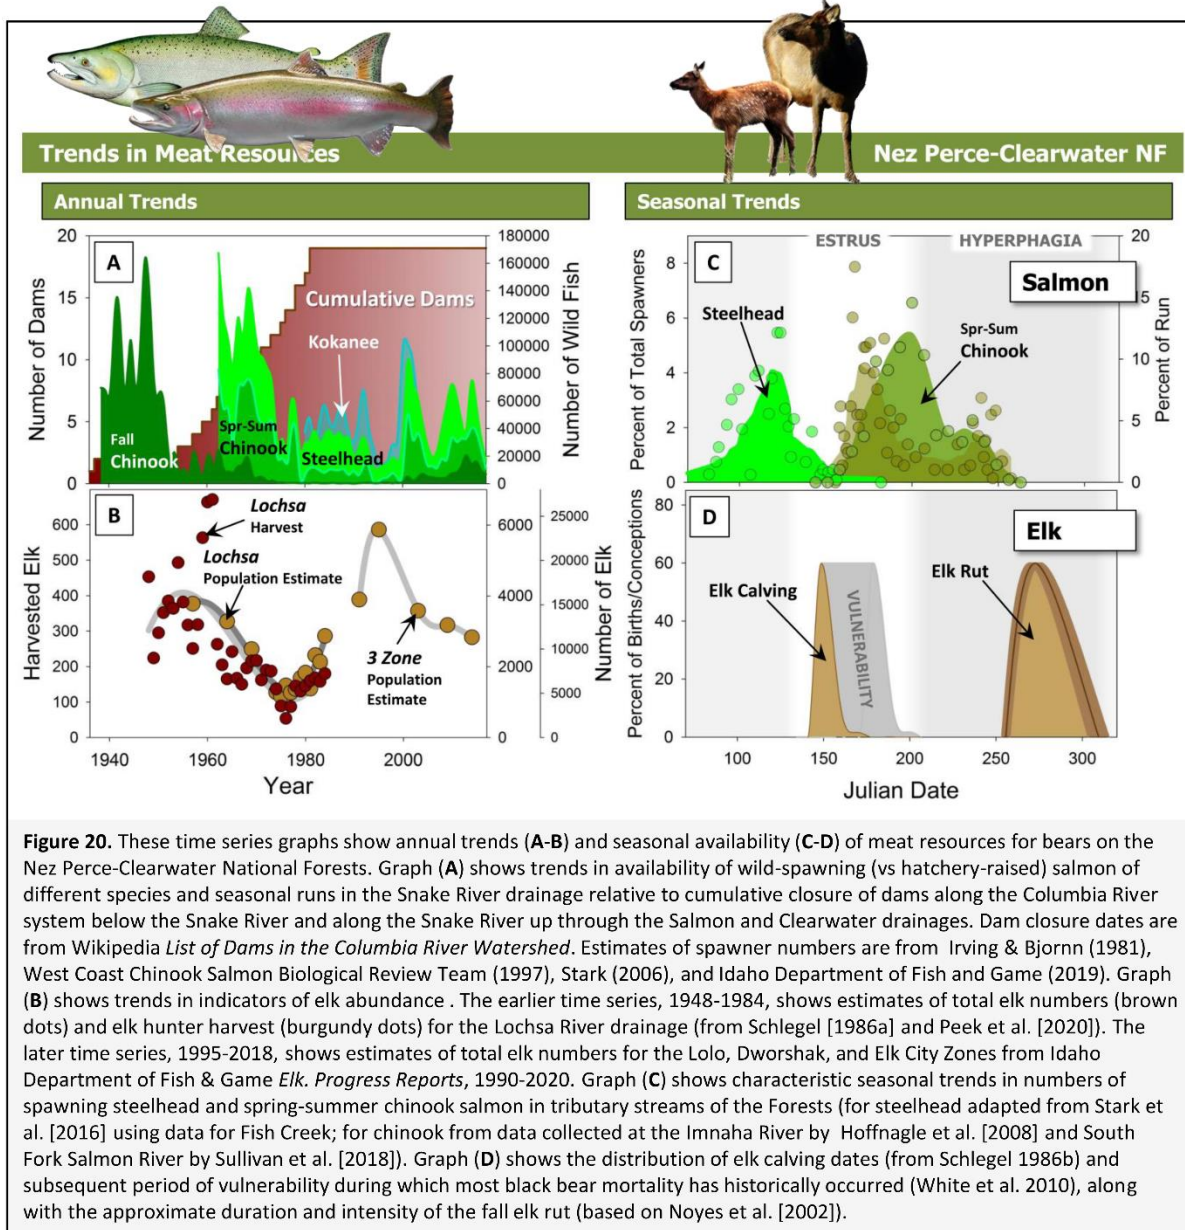 Trends in Meat Resources
Nez Perce-Clearwater NF
Annual Trends
Seasonal Trends
20
15
10
5
0
Number of Dams
A
Cumulative Dams
Kokanee
Fall
Chinook
Spr-Sum
Chinook
Steelhead
180000
160000
140000
120000
100000
80000
60000
40000
20000
0
Number of Wild Fish
600
500
400
300
200
100
0
Harvested Elk
B
Lochsa
Harvest
Lochsa
Population Estimate
3 Zone
Population
Estimate
6000
4000
2000
0
25000
20000
15000
10000
5000
0
Number of Elk
1940
1960
1980
2000
Year
ESTRUS
HYPERPHAGIA
8
6
4
2
0
Percent of Total Spawners
C
Salmon
Steelhead
Spr-Sum
Chinook
20
15
10
5
0
Percent of Run
80
60
40
20
0
Percent of Births/Conceptions
D
Elk
Elk Calving
VULNERABILITY
Elk Rut
100
150
200
250
300
Julian Date
Figure 20. These time series graphs show annual trends (A-B) and seasonal availability (C-D) of meat resources for bears on the
Nez Perce-Clearwater National Forests. Graph (A) shows trends in availability of wild-spawning (vs hatchery-raised) salmon of
different species and seasonal runs in the Snake River drainage relative to cumulative closure of dams along the Columbia River
system below the Snake River and along the Snake River up through the Salmon and Clearwater drainages. Dam closure dates are
from Wikipedia List of Dams in the Columbia River Watershed. Estimates of spawner numbers are from Irving & Bjornn (1981),
West Coast Chinook Salmon Biological Review Team (1997), Stark (2006), and Idaho Department of Fish and Game (2019). Graph
(B) shows trends in indicators of elk abundance . The earlier time series, 1948-1984, shows estimates of total elk numbers (brown
dots) and elk hunter harvest (burgundy dots) for the Lochsa River drainage (from Schlegel [1986a] and Peek et al. [2020]). The
later time series, 1995-2018, shows estimates of total elk numbers for the Lolo, Dworshak, and Elk City Zones from Idaho
Department of Fish & Game Elk. Progress Reports, 1990-2020. Graph (C) shows characteristic seasonal trends in numbers of
spawning steelhead and spring-summer chinook salmon in tributary streams of the Forests (for steelhead adapted from Stark et
al. [2016] using data for Fish Creek; for chinook from data collected at the Imnaha River by Hoffnagle et al. [2008] and South
Fork Salmon River by Sullivan et al. [2018]). Graph (D) shows the distribution of elk calving dates (from Schlegel 1986b) and
subsequent period of vulnerability during which most black bear mortality has historically occurred (White et al. 2010), along
with the approximate duration and intensity of the fall elk rut (based on Noyes et al. [2002]).